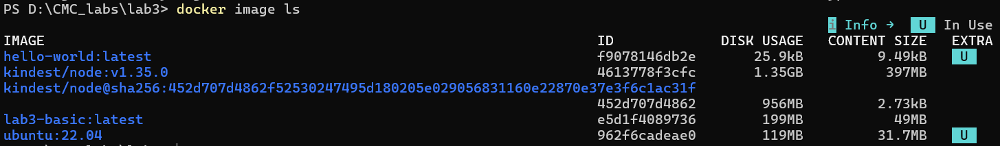 PS D:\CMC_labs\lab3> docker image ls
i Info → U In Use
IMAGE ID DISK USAGE CONTENT SIZE EXTRA
hello-world:latest f9078146db2e 25.9kB 9.49kB U
kindest/node:v1.35.0 4613778f3cfc 1.35GB 397MB
kindest/node@sha256:452d707d4862f52530247495d180205e029056831160e22870e37e3f6c1ac31f
452d707d4862 956MB 2.73kB
lab3-basic:latest e5d1f4089736 199MB 49MB
ubuntu:22.04 962f6cadeae0 119MB 31.7MB U